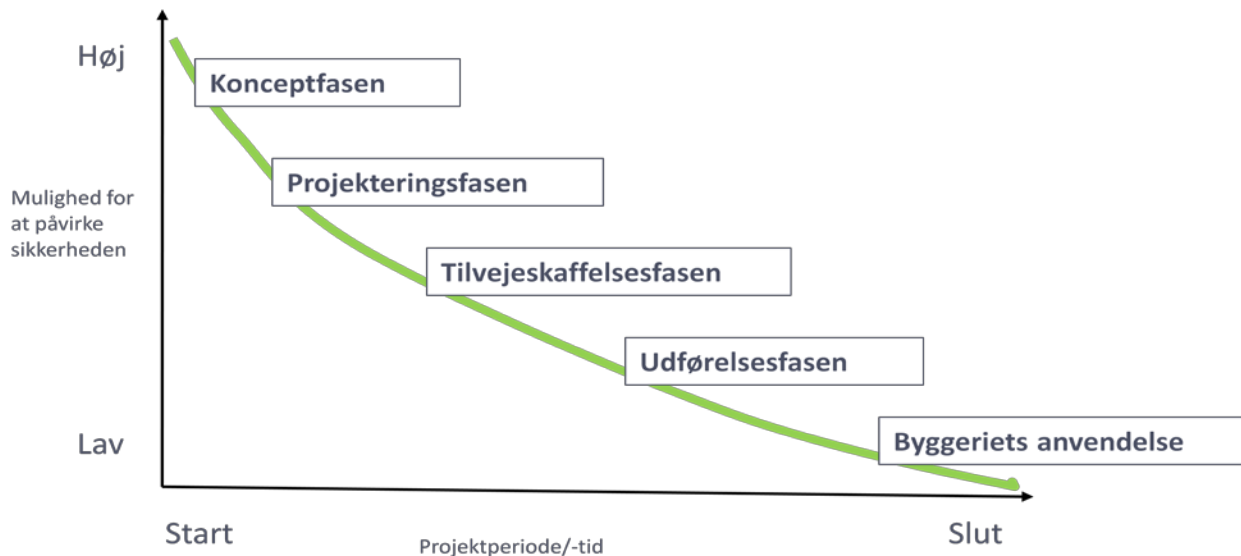 Høj
Konceptfasen
Projekteringsfasen
Mulighed for
at påvirke
sikkerheden
Tilvejeskaffelsesfasen
Udførelsesfasen
Lav
Byggeriets anvendelse
Start
Slut
Projektperiode/-tid